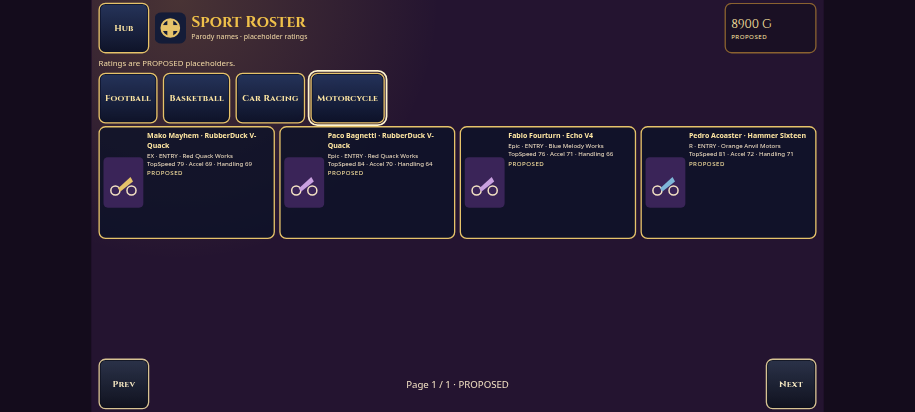 Hub
Sport Roster
Parody names · placeholder ratings
8900 G
PROPOSED
Ratings are PROPOSED placeholders.
Football
Basketball
Car Racing
Motorcycle
Mako Mayhem · RubberDuck V-
Quack
EX · ENTRY · Red Quack Works
TopSpeed 79 · Accel 69 · Handling 69
PROPOSED
Paco Bagnetti · RubberDuck V-
Quack
Epic · ENTRY · Red Quack Works
TopSpeed 84 · Accel 70 · Handling 64
PROPOSED
Fabio Fourturn · Echo V4
Epic · ENTRY · Blue Melody Works
TopSpeed 76 · Accel 71 · Handling 66
PROPOSED
Pedro Acoaster · Hammer Sixteen
R · ENTRY · Orange Anvil Motors
TopSpeed 81 · Accel 72 · Handling 71
PROPOSED
Prev
Page 1 / 1 · PROPOSED
Next